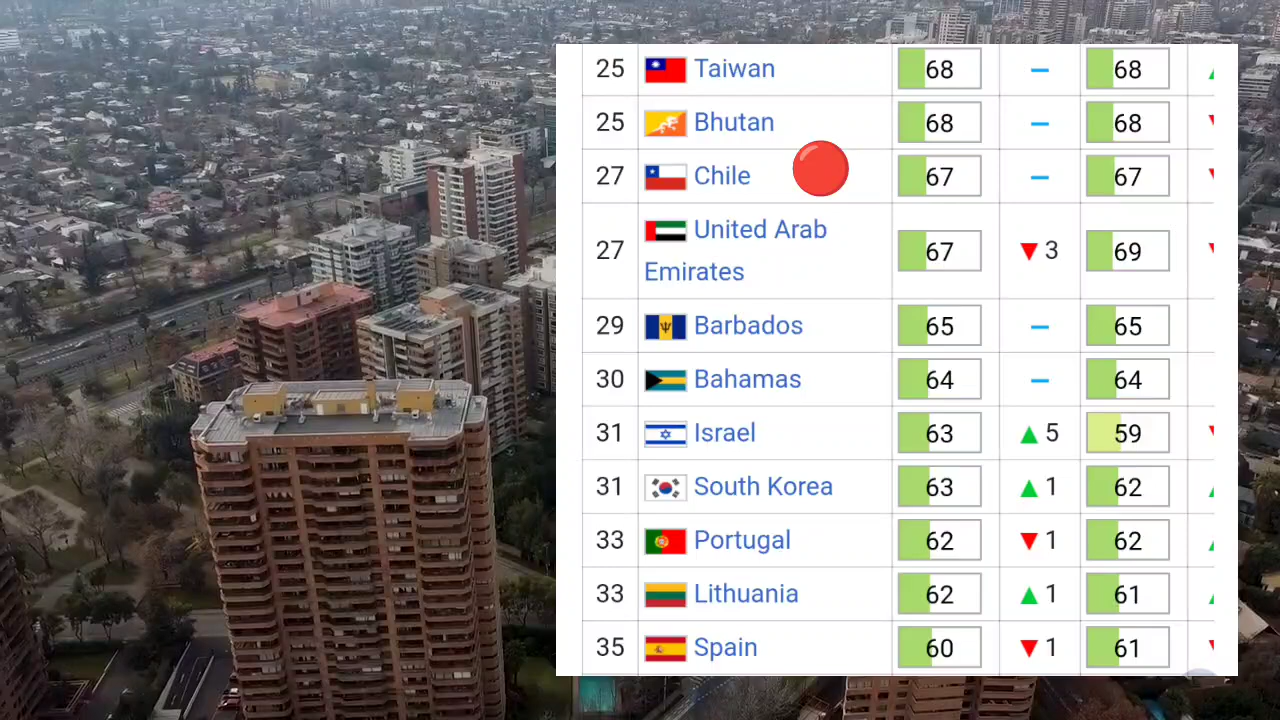 25 Taiwan 68 – 68
25 Bhutan 68 – 68
27 Chile 67 – 67
27 United Arab Emirates 67 ▼ 3 69
29 Barbados 65 – 65
30 Bahamas 64 – 64
31 Israel 63 ▲ 5 59
31 South Korea 63 ▲ 1 62
33 Portugal 62 ▼ 1 62
33 Lithuania 62 ▲ 1 61
35 Spain 60 ▼ 1 61